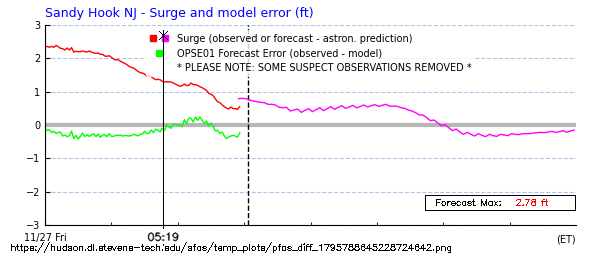 Sandy Hook NJ - Surge and model error (ft)
Surge (observed or forecast - astron. prediction)
OPSE01 Forecast Error (observed - model)
* PLEASE NOTE: SOME SUSPECT OBSERVATIONS REMOVED *
3
2
1
0
−1
−2
−3
Forecast Max: 2.78 ft
11/27 Fri 05:19 (ET)
https://hudson.dl.stevens-tech.edu/sfas/temp_plots/pfas_diff_1795788645228724642.png